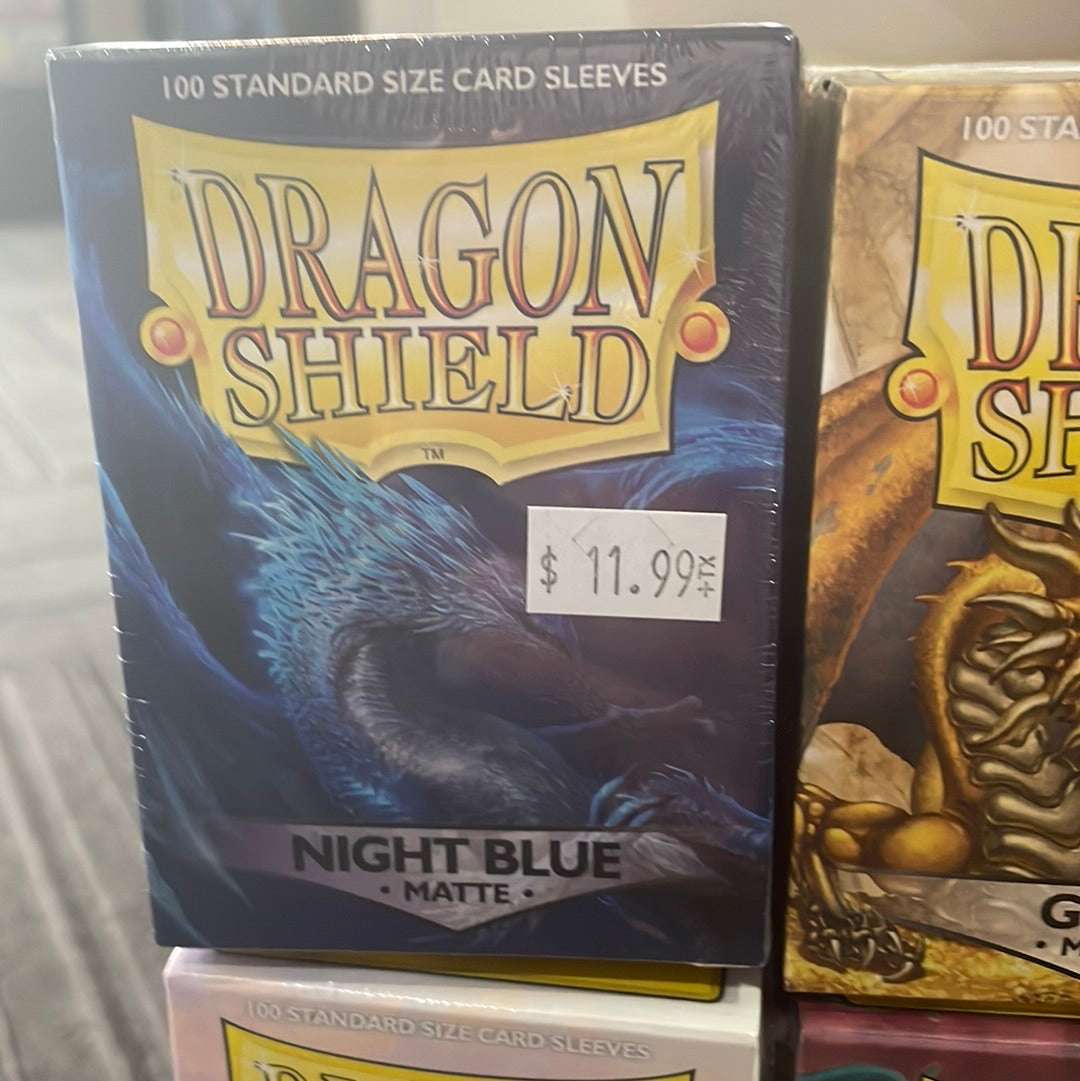 100 STANDARD SIZE CARD SLEEVES
DRAGON
SHIELD
TM
$ 11.99+TX
NIGHT BLUE
• MATTE •
100 STA
DR
SH
G
• M
100 STANDARD SIZE CARD SLEEVES